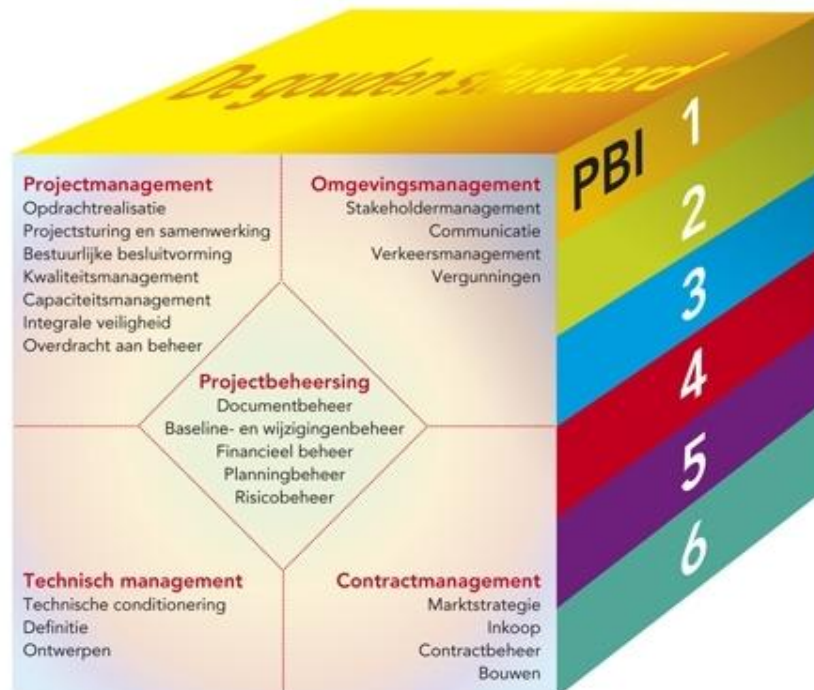 De gouden standaard
Projectmanagement
Opdrachtrealisatie
Projectsturing en samenwerking
Bestuurlijke besluitvorming
Kwaliteitsmanagement
Capaciteitsmanagement
Integrale veiligheid
Overdracht aan beheer
Omgevingsmanagement
Stakeholdermanagement
Communicatie
Verkeersmanagement
Vergunningen
Projectbeheersing
Documentbeheer
Baseline- en wijzigingenbeheer
Financieel beheer
Planningbeheer
Risicobeheer
Technisch management
Technische conditionering
Definitie
Ontwerpen
Contractmanagement
Marktstrategie
Inkoop
Contractbeheer
Bouwen
PBI 1
2
3
4
5
6